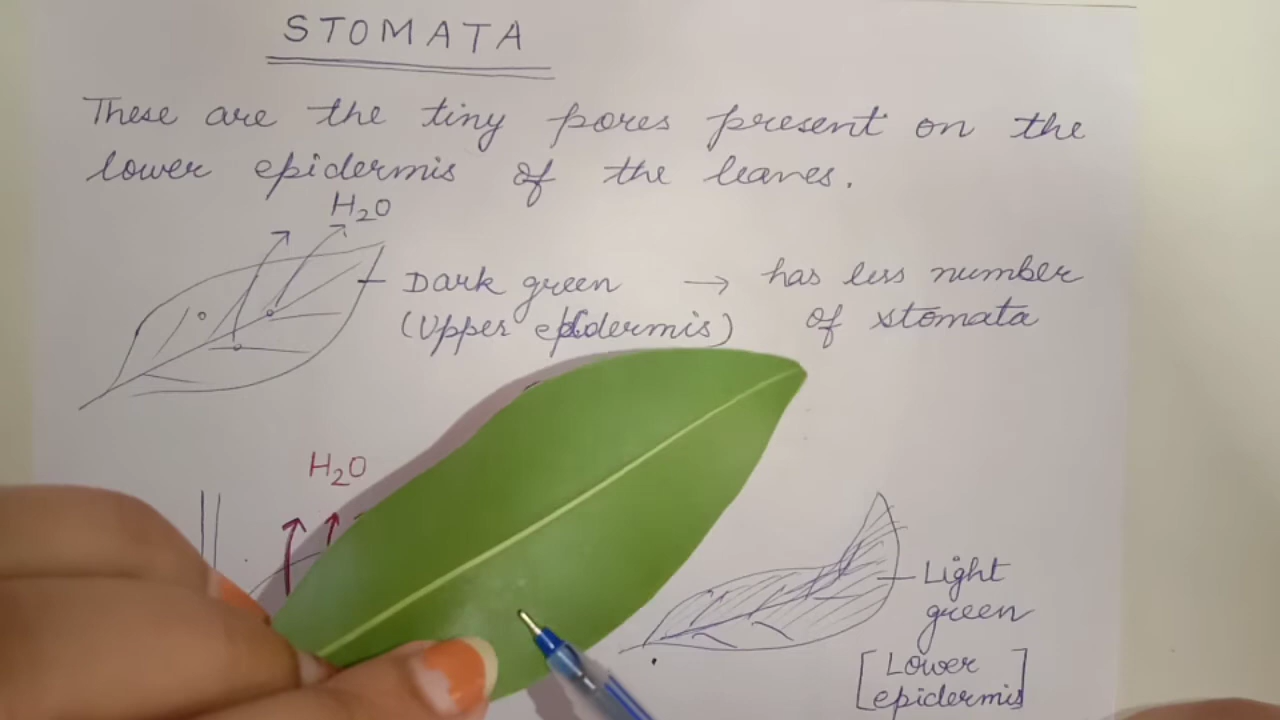 STOMATA
These are the tiny pores present on the
lower epidermis of the leaves.
H2O
Dark green → has less number
(Upper epidermis) of stomata
H2O
Light
green
[Lower
epidermis]